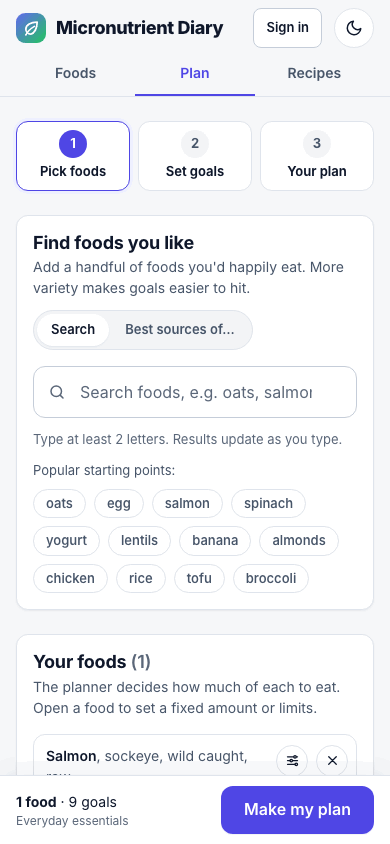 Micronutrient Diary
Sign in
Foods
Plan
Recipes
1
Pick foods
2
Set goals
3
Your plan
Find foods you like
Add a handful of foods you'd happily eat. More
variety makes goals easier to hit.
Search
Best sources of...
Search foods, e.g. oats, salmor
Type at least 2 letters. Results update as you type.
Popular starting points:
oats
egg
salmon
spinach
yogurt
lentils
banana
almonds
chicken
rice
tofu
broccoli
Your foods (1)
The planner decides how much of each to eat.
Open a food to set a fixed amount or limits.
Salmon, sockeye, wild caught,
1 food · 9 goals
Everyday essentials
Make my plan